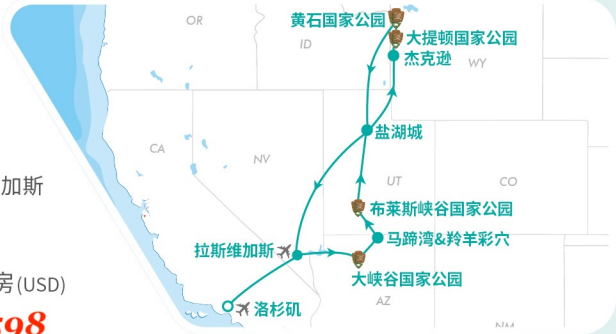 OR
黄石国家公园
ID
大提顿国家公园
杰克逊
WY
盐湖城
CA
NV
加斯
UT
CO
布莱斯峡谷国家公园
马蹄湾&羚羊彩穴
拉斯维加斯
大峡谷国家公园
房(USD)
AZ
洛杉矶
598
NM